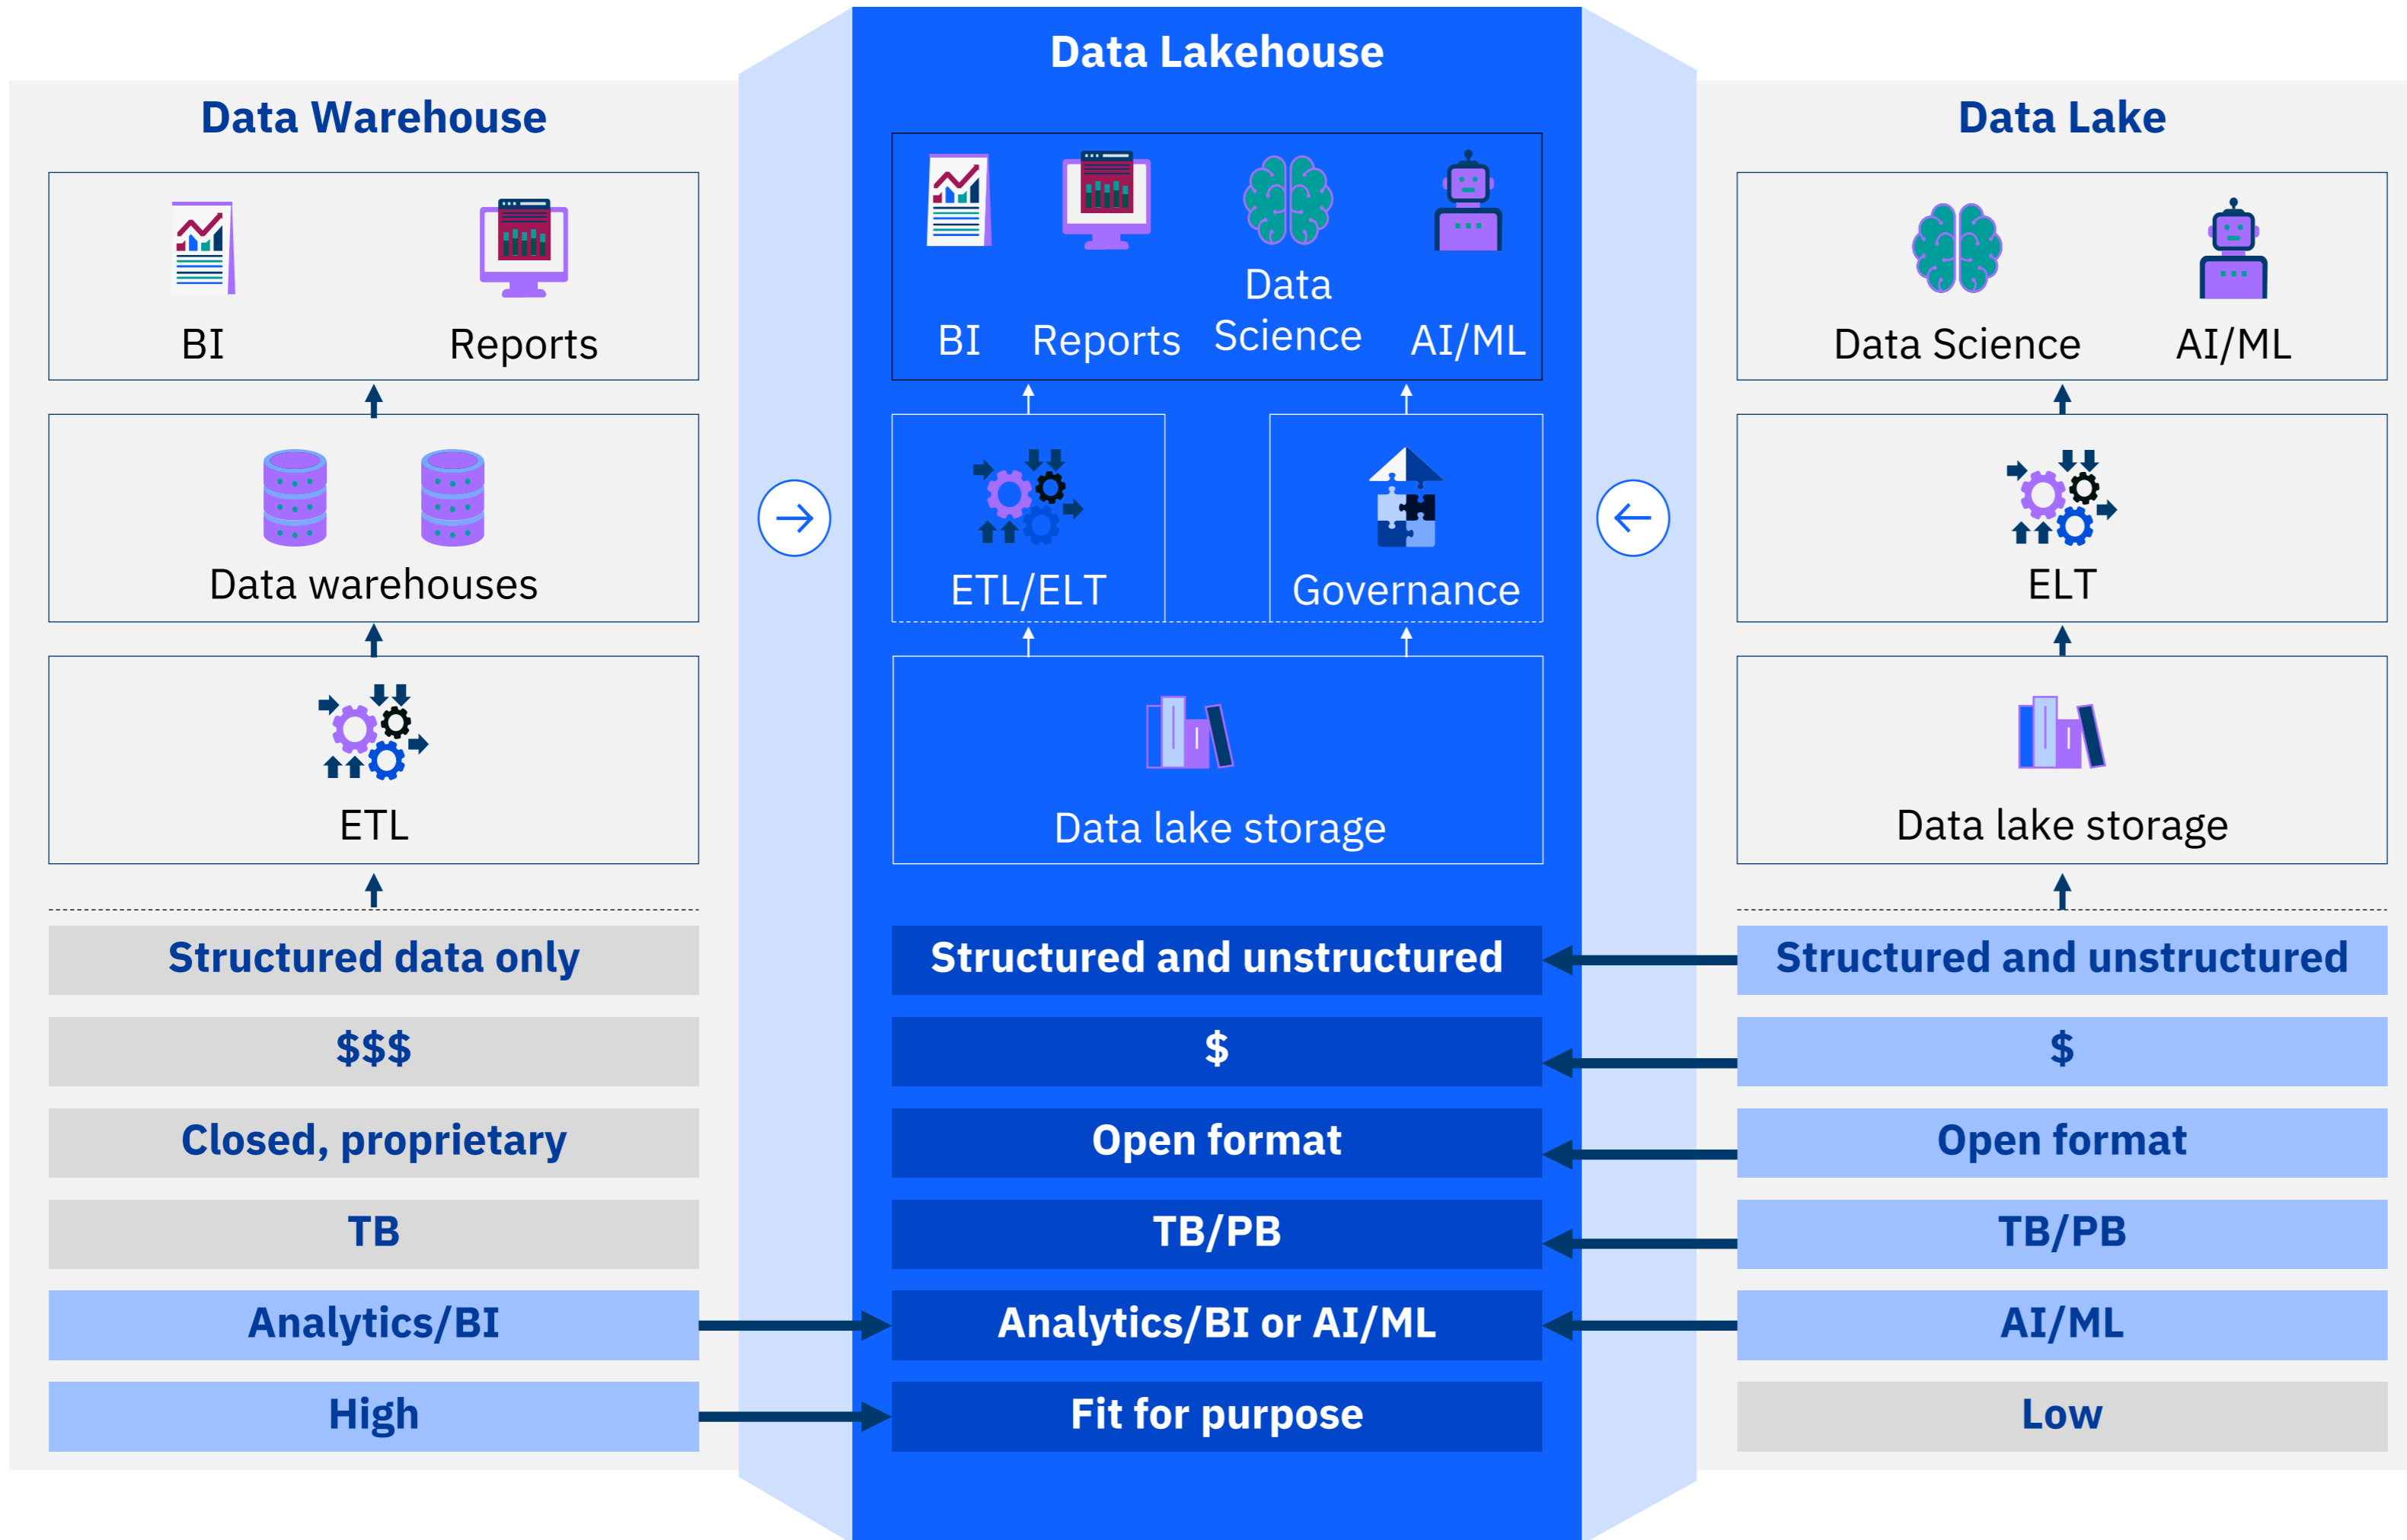 Data Warehouse
BI
Reports
Data warehouses
ETL
Structured data only
$$$
Closed, proprietary
TB
Analytics/BI
High
Data Lakehouse
BI
Reports
Data
Science
AI/ML
ETL/ELT
Governance
Data lake storage
Structured and unstructured
$
Open format
TB/PB
Analytics/BI or AI/ML
Fit for purpose
Data Lake
Data Science
AI/ML
ELT
Data lake storage
Structured and unstructured
$
Open format
TB/PB
AI/ML
Low